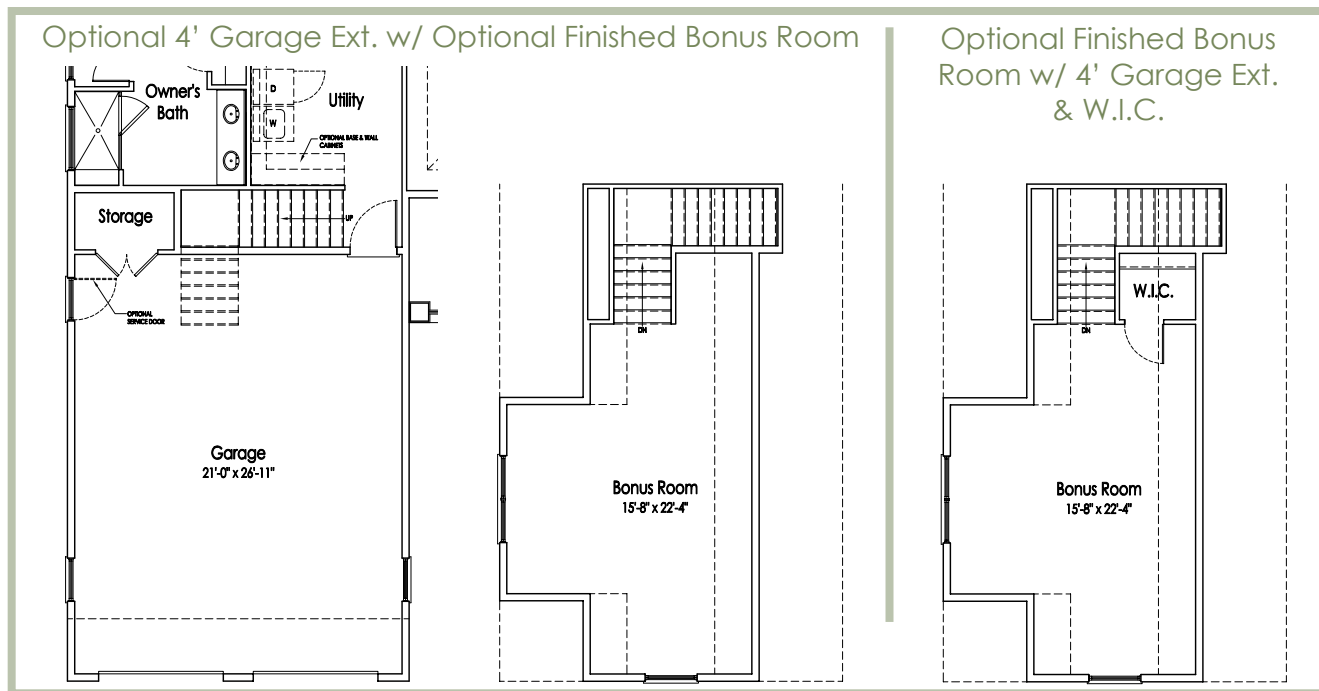 Optional 4’ Garage Ext. w/ Optional Finished Bonus Room
Optional Finished Bonus
Room w/ 4’ Garage Ext.
& W.I.C.
Owner's
Bath
D
W
Utility
OPTIONAL BASE & WALL
CABINETS
Storage
UP
OPTIONAL
SERVICE DOOR
Garage
21'-0" x 26'-11"
DN
Bonus Room
15'-8" x 22'-4"
W.I.C.
DN
Bonus Room
15'-8" x 22'-4"